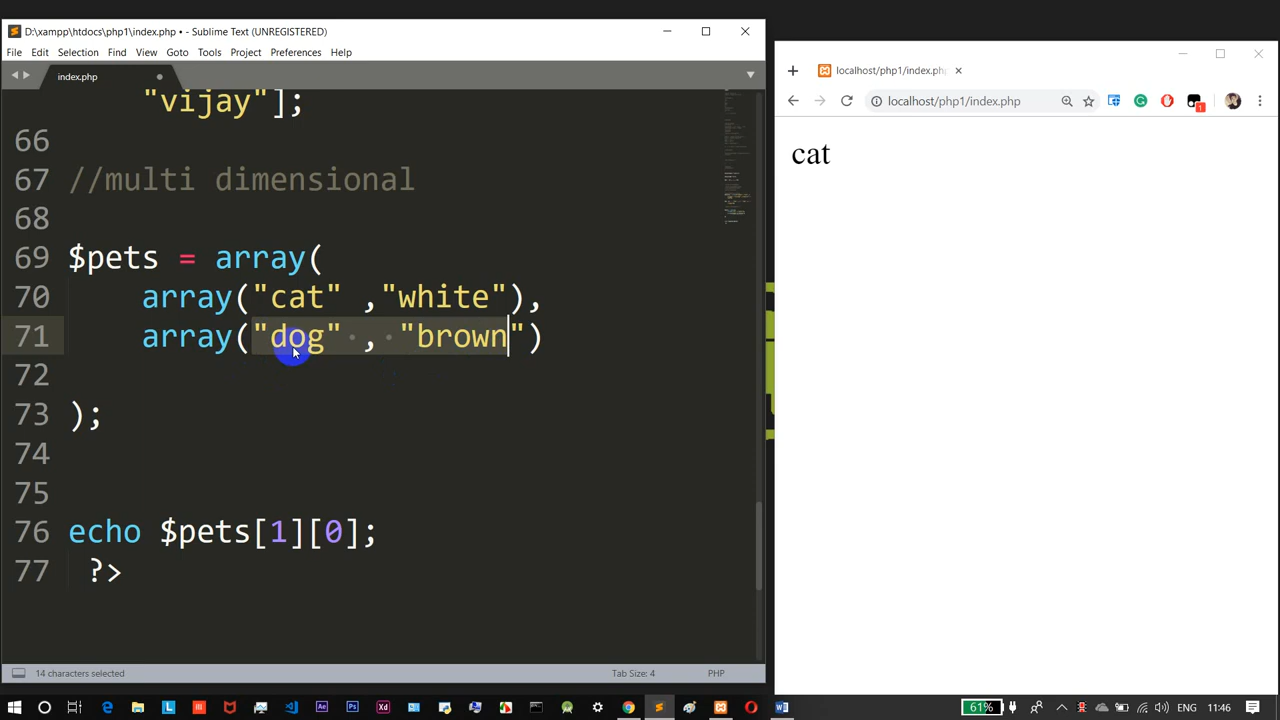 D:\xampp\htdocs\php1\index.php • - Sublime Text (UNREGISTERED)
File Edit Selection Find View Goto Tools Project Preferences Help
index.php
"vijay"];
66
67 //multi dimensional
68
69 $pets = array(
70 array("cat" ,"white"),
71 array("dog" , "brown")
72
73 );
74
75
76 echo $pets[1][0];
77 ?>
14 characters selected Tab Size: 4 PHP
localhost/php1/index.ph
localhost/php1/index.php
1
cat
61% ENG 11:46